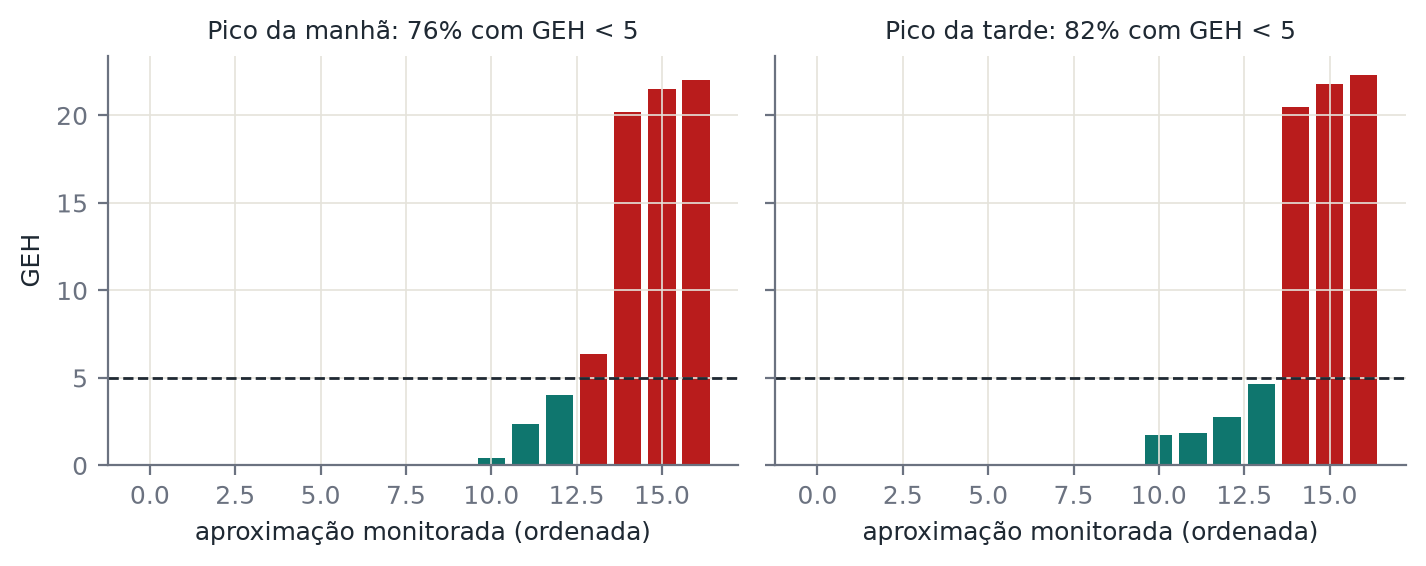 Pico da manhã: 76% com GEH < 5
GEH
20
15
10
5
0
0.0 2.5 5.0 7.5 10.0 12.5 15.0
aproximação monitorada (ordenada)
Pico da tarde: 82% com GEH < 5
0.0 2.5 5.0 7.5 10.0 12.5 15.0
aproximação monitorada (ordenada)